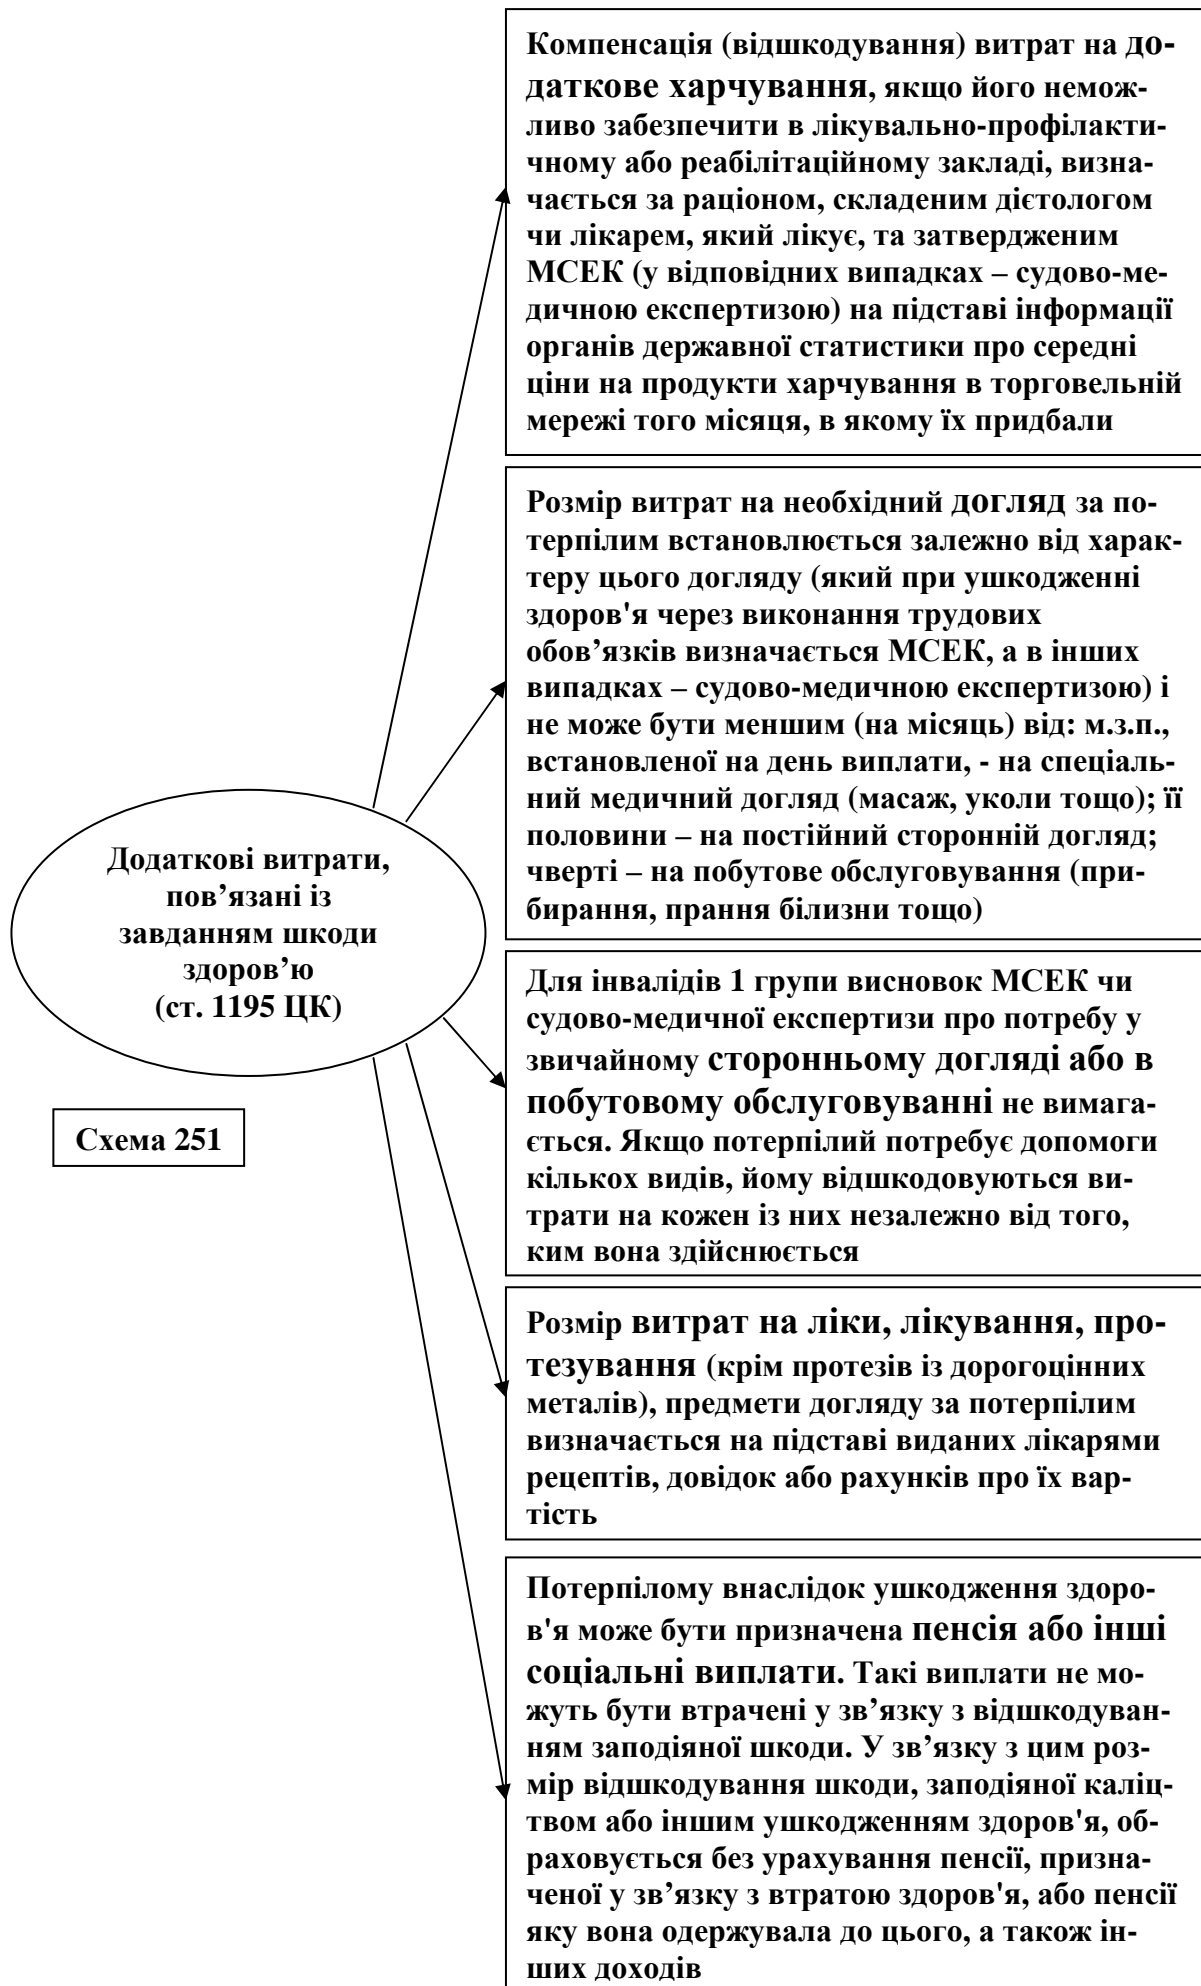 Компенсація (відшкодування) витрат на до-
даткове харчування, якщо його немож-
ливо забезпечити в лікувально-профілакти-
чному або реабілітаційному закладі, визна-
чається за раціоном, складеним дієтологом
чи лікарем, який лікує, та затвердженим
МСЕК (у відповідних випадках – судово-ме-
дичною експертизою) на підставі інформації
органів державної статистики про середні
ціни на продукти харчування в торговельній
мережі того місяця, в якому їх придбали
Розмір витрат на необхідний догляд за по-
терпілим встановлюється залежно від харак-
теру цього догляду (який при ушкодженні
здоров'я через виконання трудових
обов’язків визначається МСЕК, а в інших
випадках – судово-медичною експертизою) і
не може бути меншим (на місяць) від: м.з.п.,
встановленої на день виплати, - на спеціаль-
ний медичний догляд (масаж, уколи тощо); її
половини – на постійний сторонній догляд;
чверті – на побутове обслуговування (при-
бирання, прання білизни тощо)
Додаткові витрати,
пов’язані із
завданням шкоди
здоров’ю
(ст. 1195 ЦК)
Схема 251
Для інвалідів 1 групи висновок МСЕК чи
судово-медичної експертизи про потребу у
звичайному сторонньому догляді або в
побутовому обслуговуванні не вимага-
ється. Якщо потерпілий потребує допомоги
кількох видів, йому відшкодовуються ви-
трати на кожен із них незалежно від того,
ким вона здійснюється
Розмір витрат на ліки, лікування, про-
тезування (крім протезів із дорогоцінних
металів), предмети догляду за потерпілим
визначається на підставі виданих лікарями
рецептів, довідок або рахунків про їх вар-
тість
Потерпілому внаслідок ушкодження здоро-
в'я може бути призначена пенсія або інші
соціальні виплати. Такі виплати не мо-
жуть бути втрачені у зв’язку з відшкодуван-
ням заподіяної шкоди. У зв’язку з цим роз-
мір відшкодування шкоди, заподіяної каліц-
твом або іншим ушкодженням здоров'я, об-
раховується без урахування пенсії, призна-
ченої у зв’язку з втратою здоров'я, або пенсії
яку вона одержувала до цього, а також ін-
ших доходів